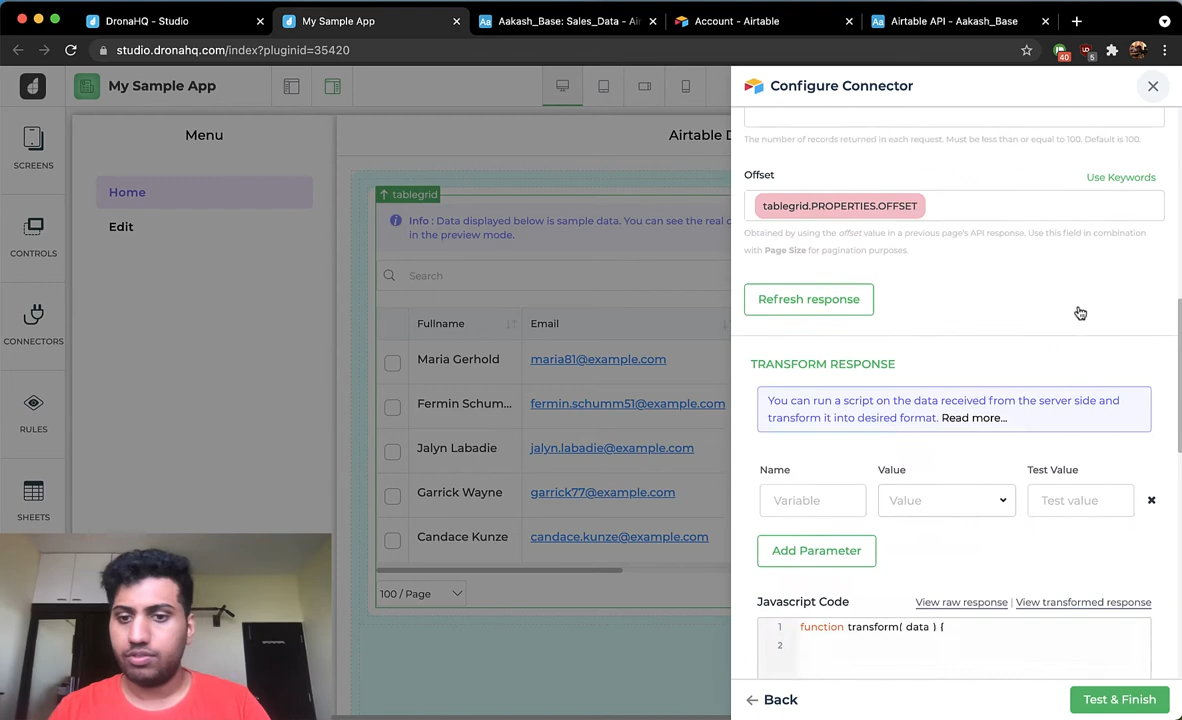 DronaHQ - Studio
My Sample App
Aakash_Base: Sales_Data - Air
Account - Airtable
Airtable API - Aakash_Base
studio.dronahq.com/index?pluginid=35420
40
5
My Sample App
Configure Connector
SCREENS
CONTROLS
CONNECTORS
RULES
SHEETS
Menu
Home
Edit
Airtable D
tablegrid
Info : Data displayed below is sample data. You can see the real d
in the preview mode.
Search
Fullname
Email
Maria Gerhold
maria81@example.com
Fermin Schum...
fermin.schumm51@example.com
Jalyn Labadie
jalyn.labadie@example.com
Garrick Wayne
garrick77@example.com
Candace Kunze
candace.kunze@example.com
100 / Page
The number of records returned in each request. Must be less than or equal to 100. Default is 100.
Offset
Use Keywords
tablegrid.PROPERTIES.OFFSET
Obtained by using the offset value in a previous page's API response. Use this field in combination
with Page Size for pagination purposes.
Refresh response
TRANSFORM RESPONSE
You can run a script on the data received from the server side and
transform it into desired format. Read more...
Name
Value
Test Value
Variable
Value
Test value
Add Parameter
Javascript Code
View raw response | View transformed response
1 function transform( data ) {
2
Back
Test & Finish